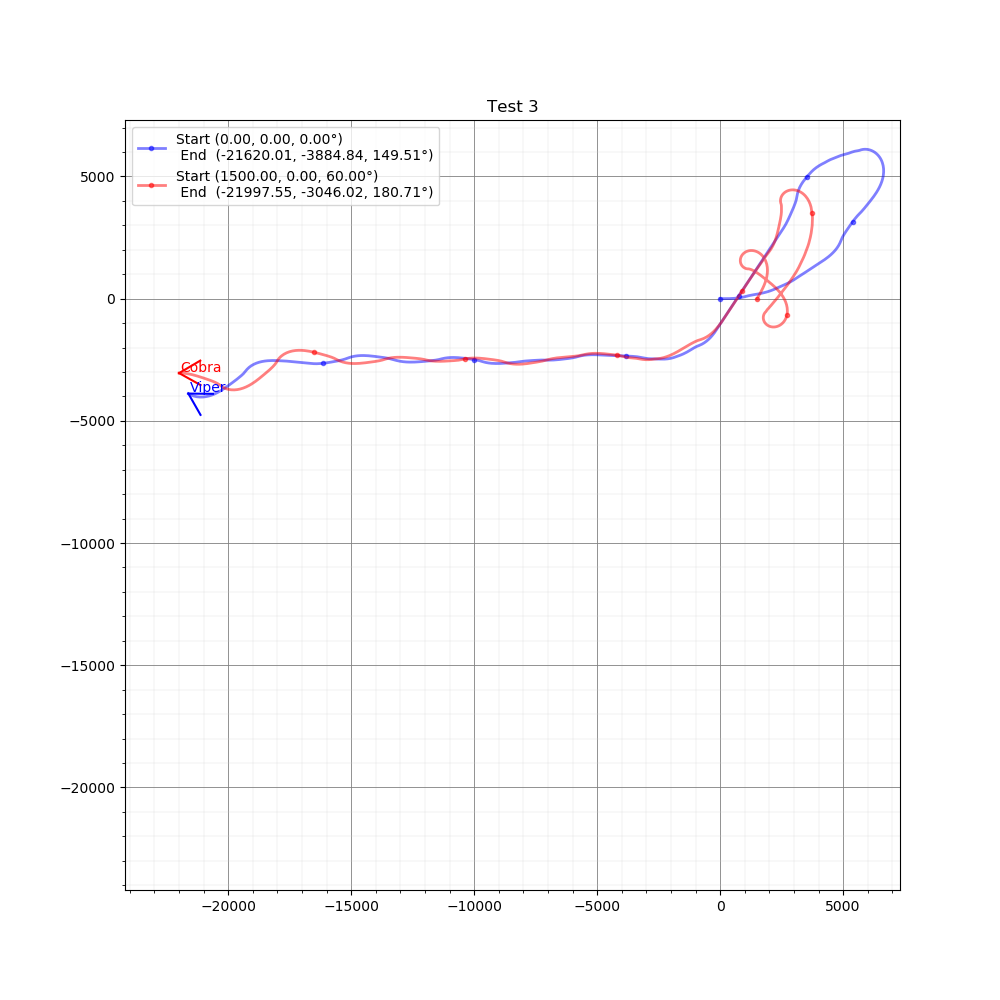 Test 3
Start (0.00, 0.00, 0.00°)
End  (-21620.01, -3884.84, 149.51°)
Start (1500.00, 0.00, 60.00°)
End  (-21997.55, -3046.02, 180.71°)
5000
0
−5000
−10000
−15000
−20000
Cobra
Viper
−20000 −15000 −10000 −5000 0 5000